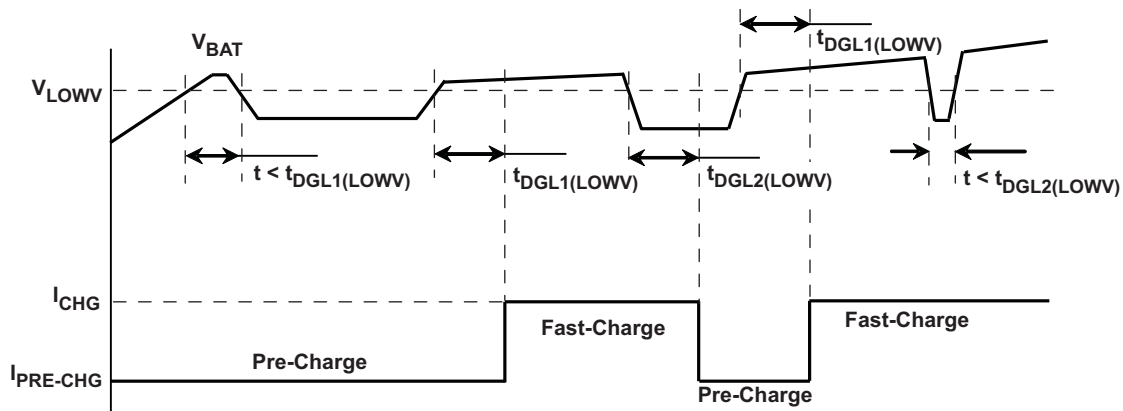 V_BAT
t_DGL1(LOWV)
V_LOWV
t < t_DGL1(LOWV)
t_DGL1(LOWV)
t_DGL2(LOWV)
t < t_DGL2(LOWV)
I_CHG
Fast-Charge
Fast-Charge
Pre-Charge
I_PRE-CHG
Pre-Charge